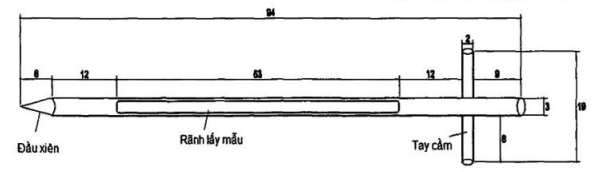 94
2
6 12 63 12 9
3
19
8
Đầu xiên
Rãnh lấy mẫu
Tay cầm